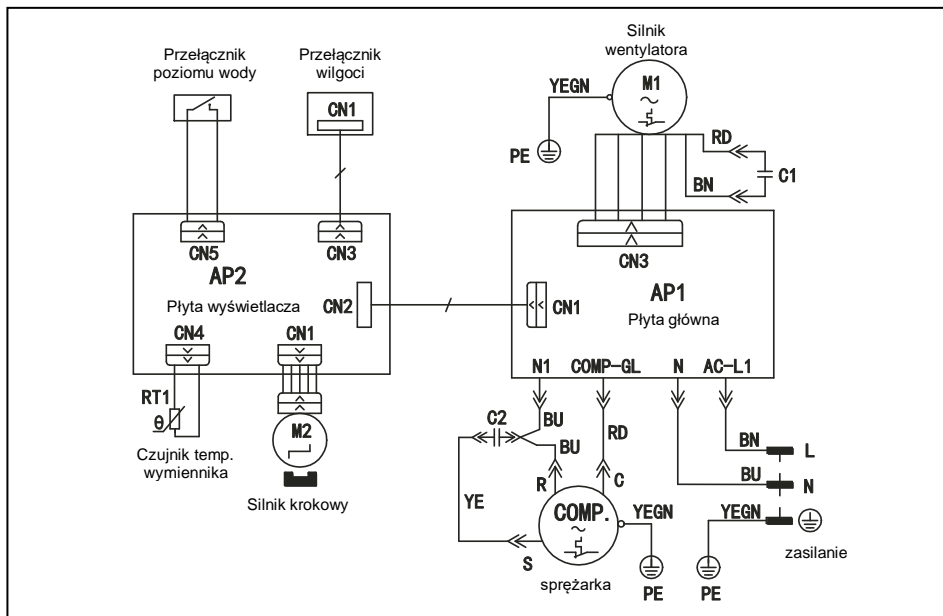 Przełącznik
poziomu wody
Przełącznik
wilgoci
CN1
Silnik
wentylatora
M1
YEGN
PE
RD
BN
C1
CN5
CN3
AP2
Płyta wyświetlacza
CN2
CN4
CN1
CN3
CN1
AP1
Płyta główna
N1
COMP-GL
N
AC-L1
RT1
θ
Czujnik temp.
wymiennika
M2
Silnik krokowy
C2
BU
BU
RD
YE
R
C
S
COMP.
sprężarka
YEGN
PE
BN
L
BU
N
YEGN
PE
zasilanie